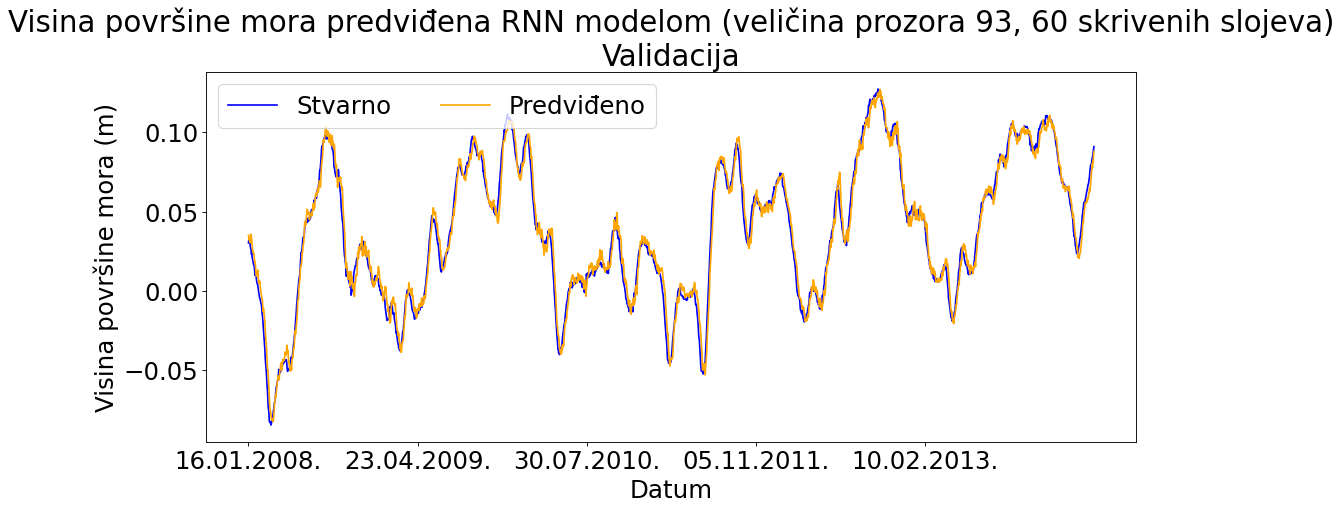 Visina površine mora predviđena RNN modelom (veličina prozora 93, 60 skrivenih slojeva)
Validacija
Stvarno Predviđeno
Visina površine mora (m)
0.10
0.05
0.00
−0.05
16.01.2008. 23.04.2009. 30.07.2010. 05.11.2011. 10.02.2013.
Datum